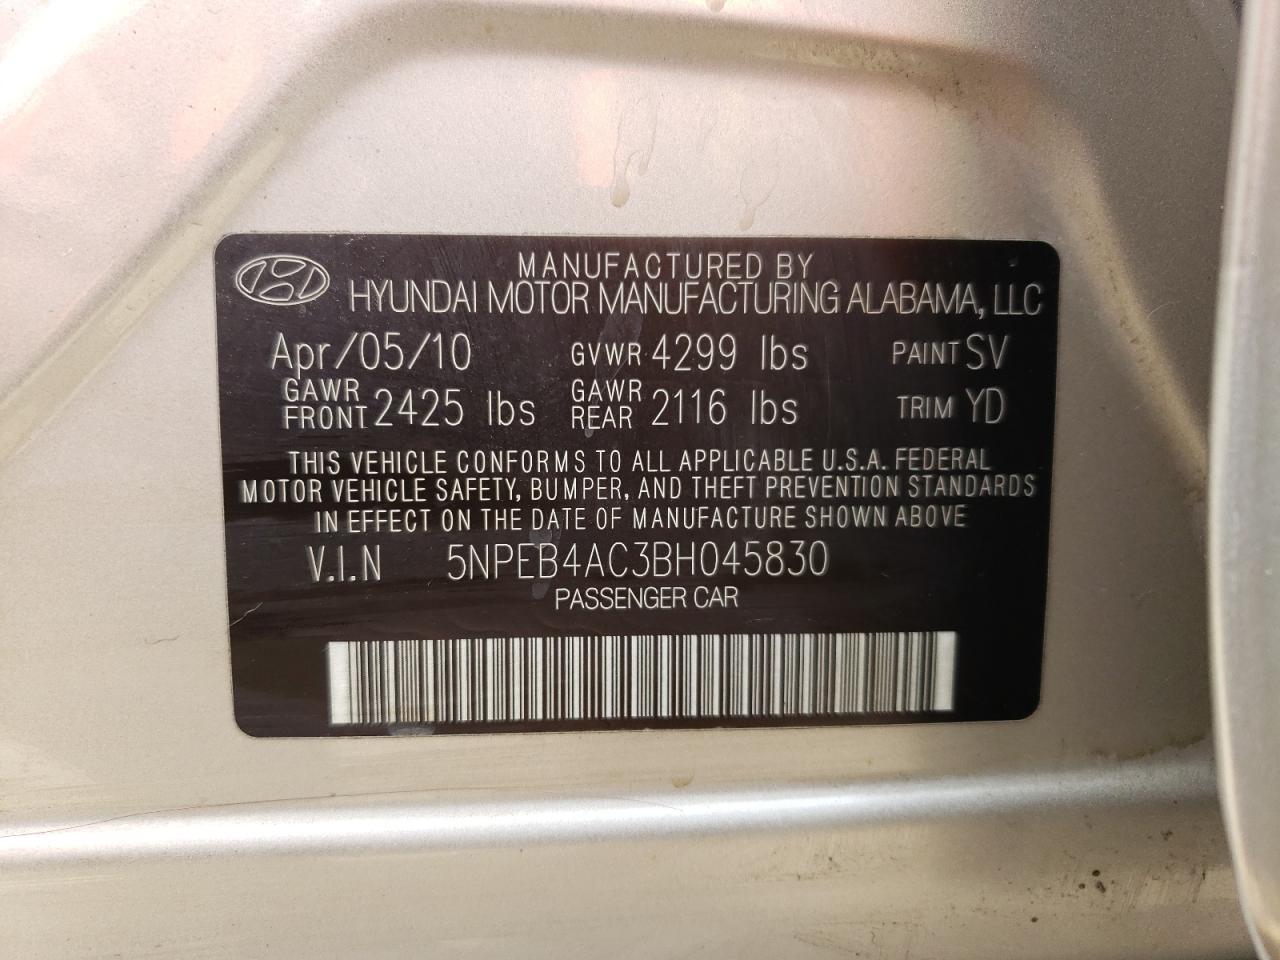 MANUFACTURED BY
HYUNDAI MOTOR MANUFACTURING ALABAMA, LLC
Apr/05/10 GVWR 4299 lbs PAINT SV
GAWR FRONT 2425 lbs GAWR REAR 2116 lbs TRIM YD
THIS VEHICLE CONFORMS TO ALL APPLICABLE U.S.A. FEDERAL
MOTOR VEHICLE SAFETY, BUMPER, AND THEFT PREVENTION STANDARDS
IN EFFECT ON THE DATE OF MANUFACTURE SHOWN ABOVE
V.I.N 5NPEB4AC3BH045830
PASSENGER CAR